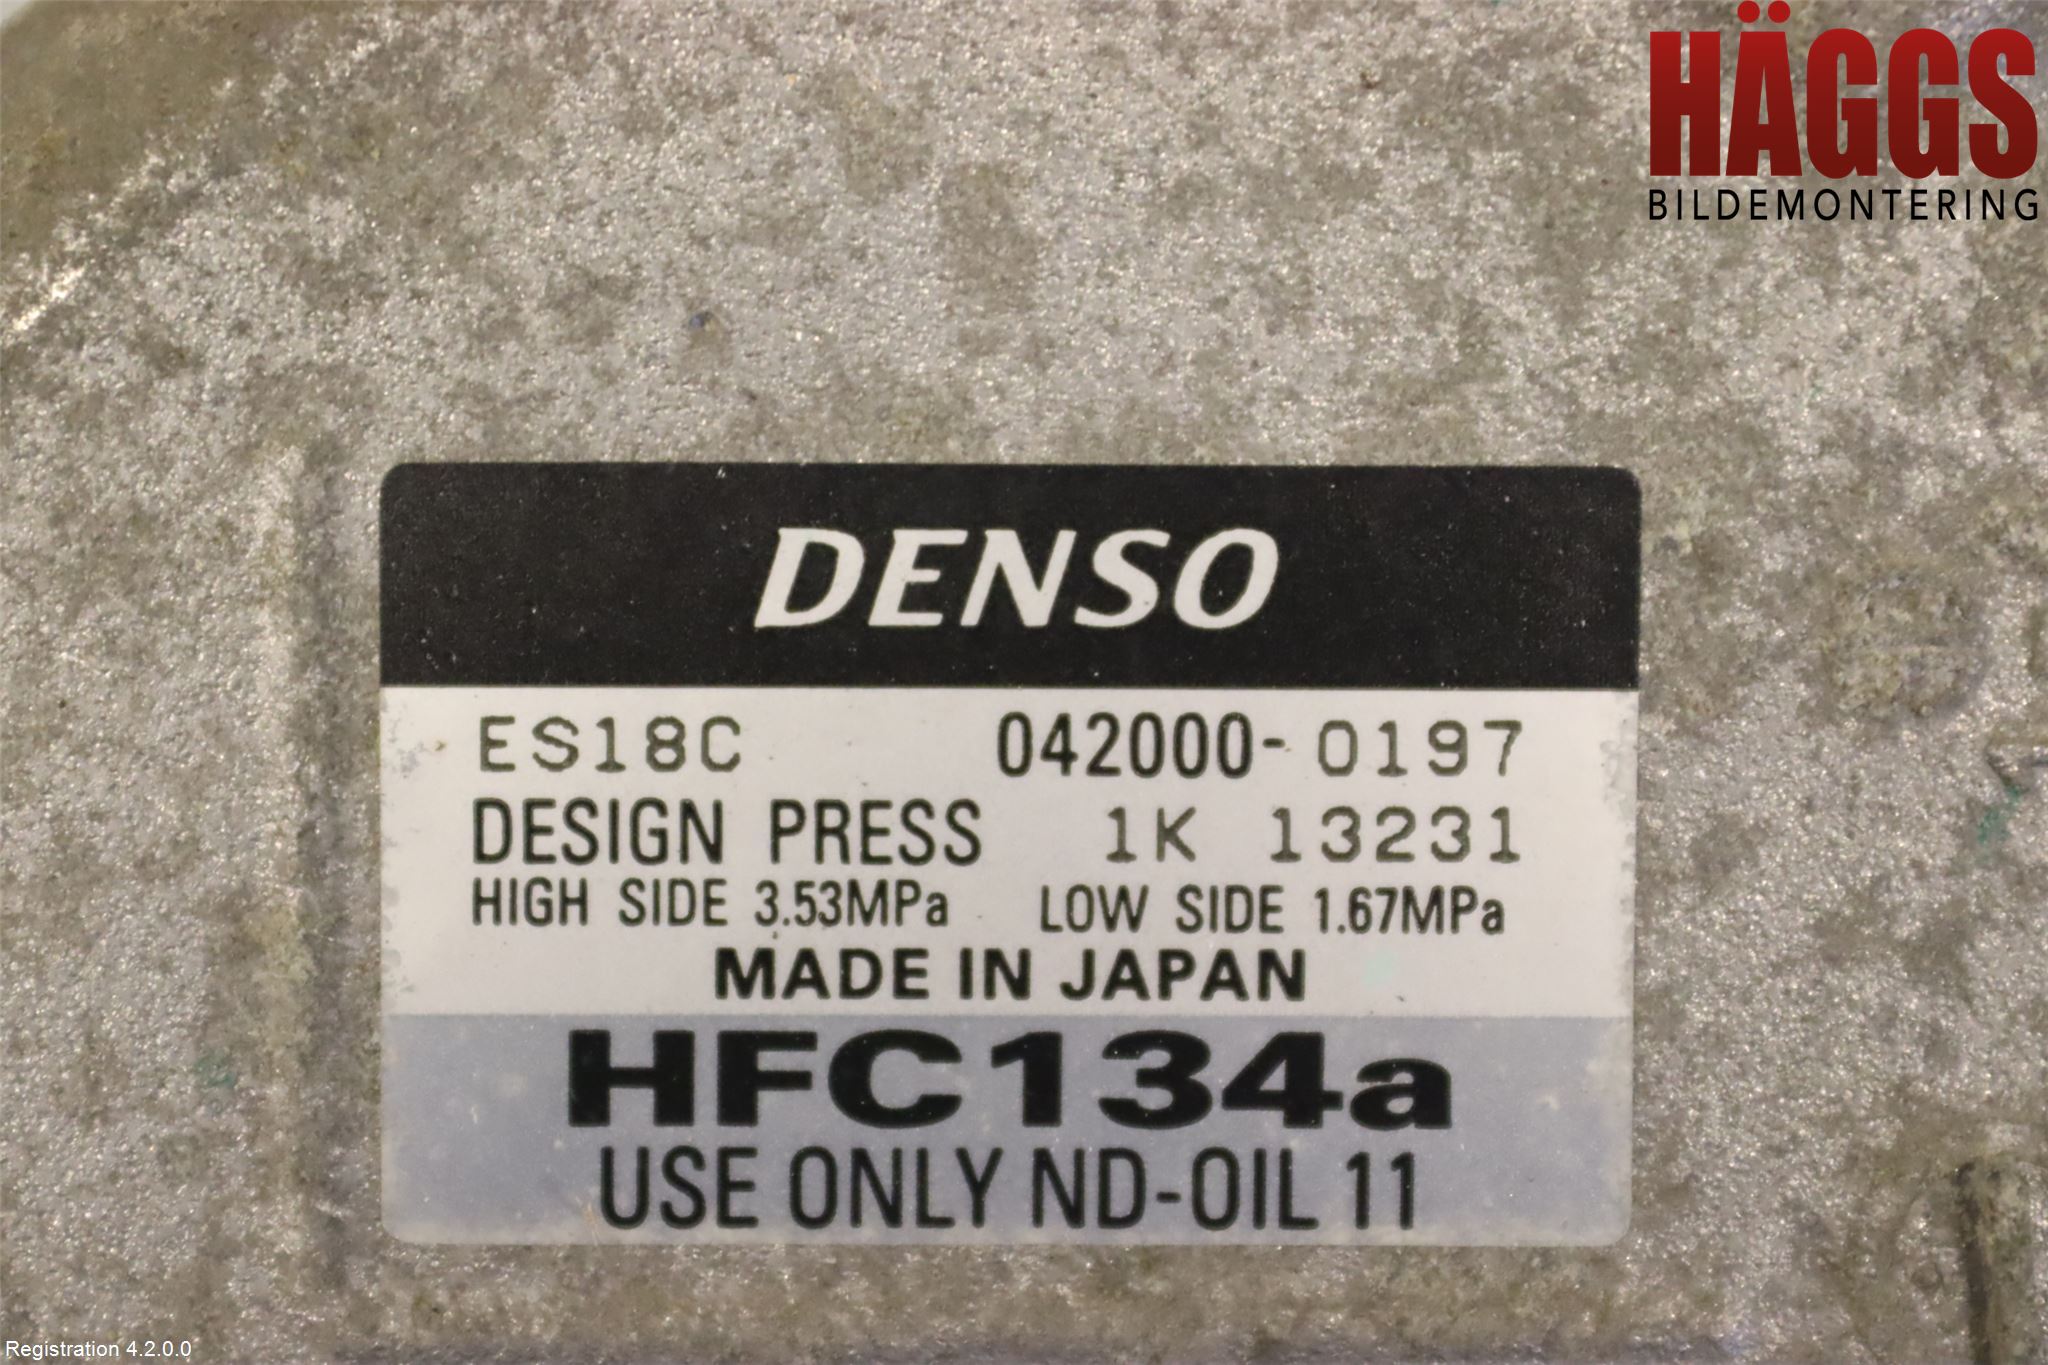 HÄGGS
BILDEMONTERING
DENSO
ES18C 042000-0197
DESIGN PRESS 1K 13231
HIGH SIDE 3.53MPa LOW SIDE 1.67MPa
MADE IN JAPAN
HFC134a
USE ONLY ND-OIL 11
Registration 4.2.0.0